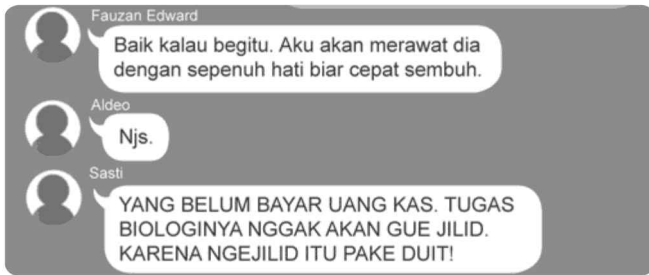 Fauzan Edward
Baik kalau begitu. Aku akan merawat dia
dengan sepenuh hati biar cepat sembuh.
Aldeo
Njs.
Sasti
YANG BELUM BAYAR UANG KAS. TUGAS
BIOLOGINYA NGGAK AKAN GUE JILID.
KARENA NGEJILID ITU PAKE DUIT!